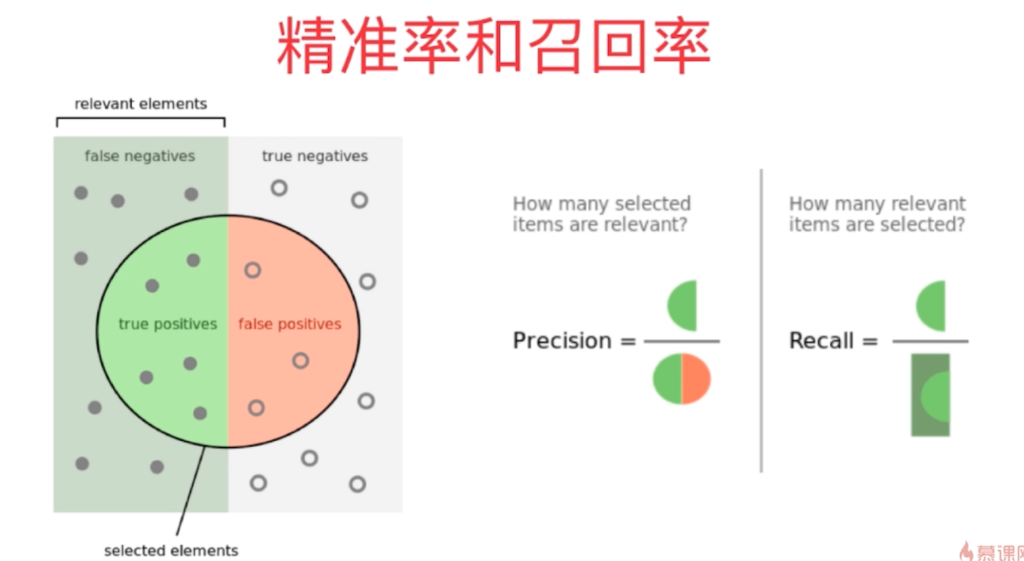 精准率和召回率
relevant elements
false negatives
true negatives
true positives
false positives
selected elements
How many selected
items are relevant?
Precision =
How many relevant
items are selected?
Recall =
慕课网